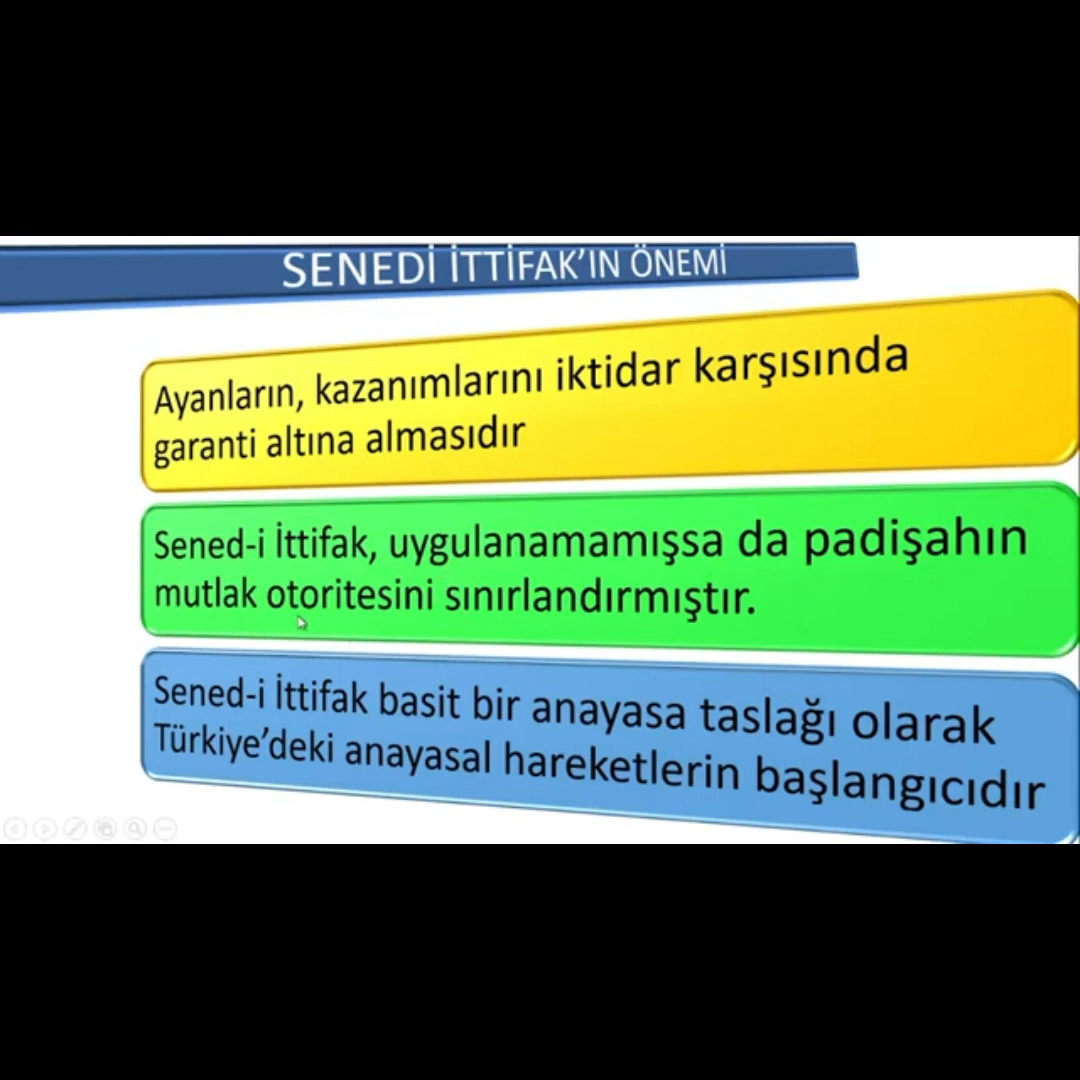 SENEDİ İTTİFAK’IN ÖNEMİ
Ayanların, kazanımlarını iktidar karşısında
garanti altına almasıdır
Sened-i İttifak, uygulanamamışsa da padişahın
mutlak otoritesini sınırlandırmıştır.
Sened-i İttifak basit bir anayasa taslağı olarak
Türkiye’deki anayasal hareketlerin başlangıcıdır